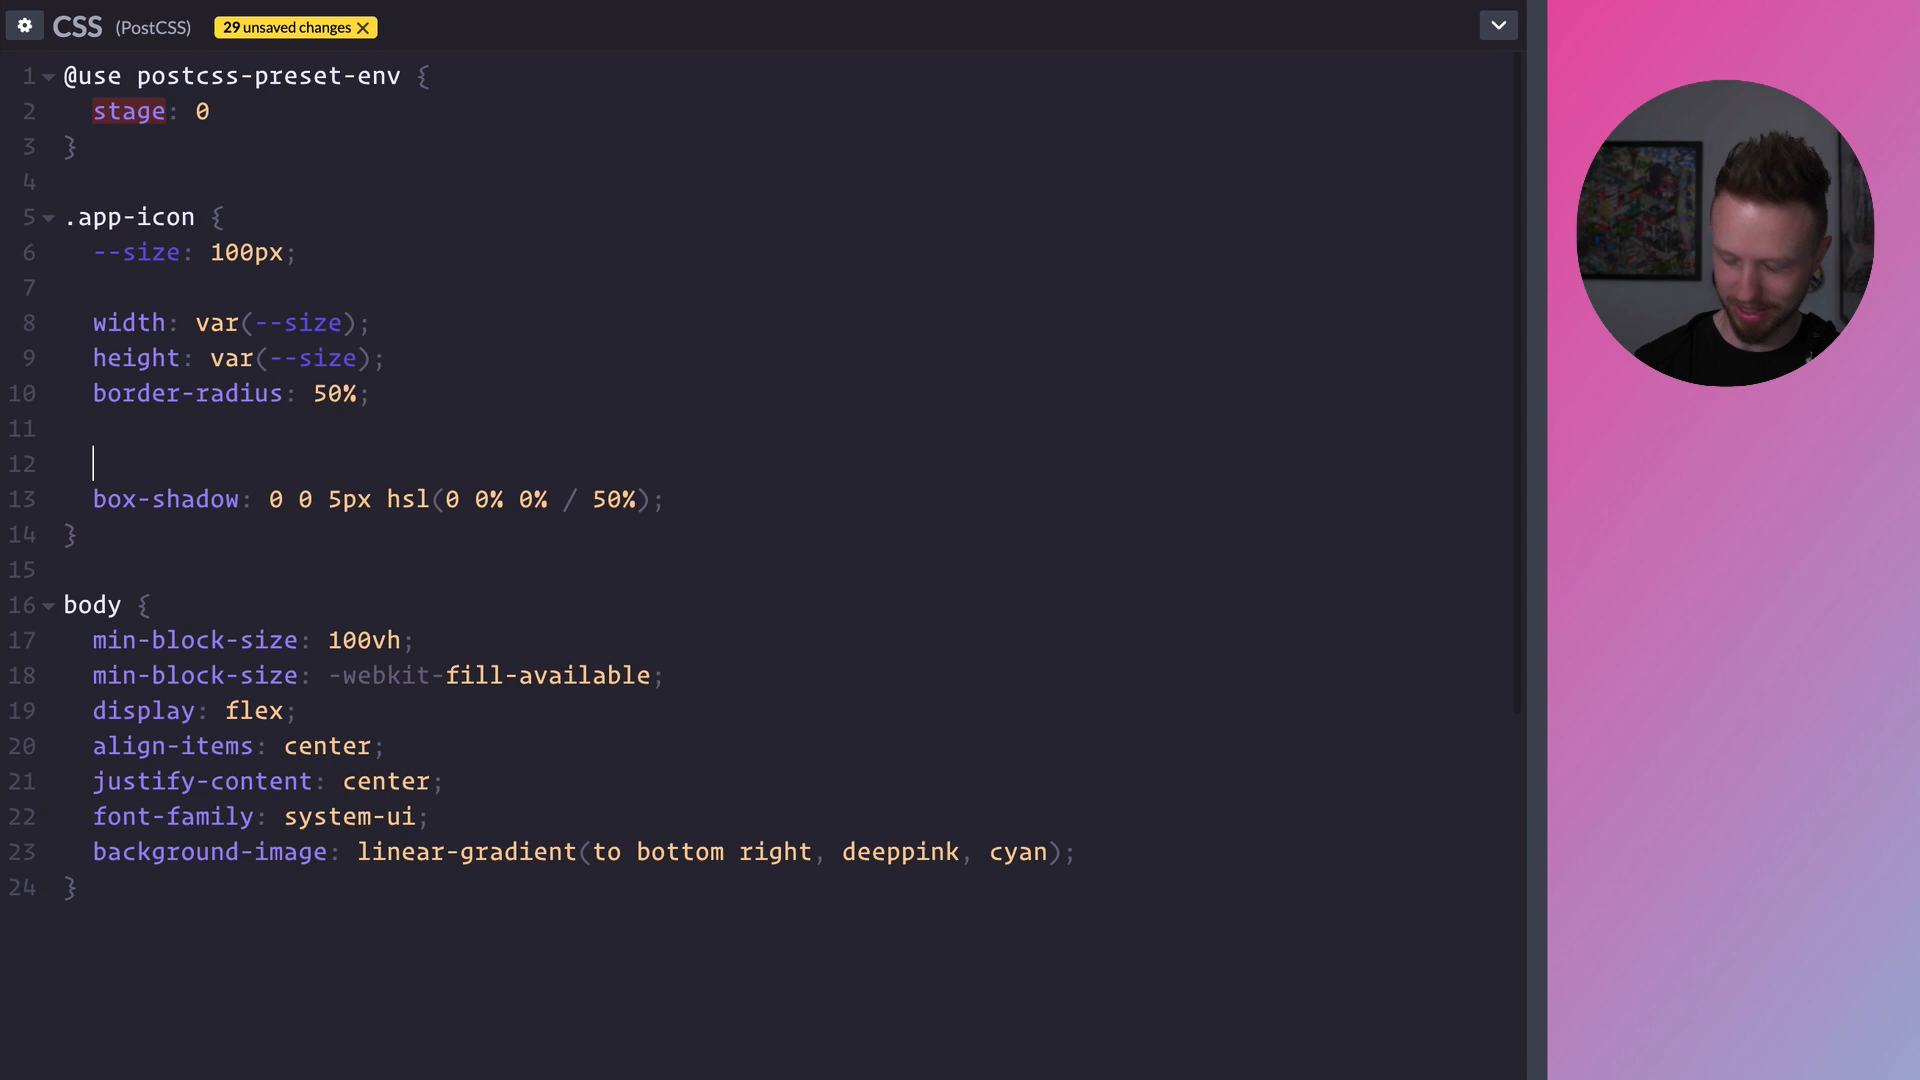 CSS (PostCSS) 29 unsaved changes
1 @use postcss-preset-env {
2 stage: 0
3 }
4
5 .app-icon {
6 --size: 100px;
7
8 width: var(--size);
9 height: var(--size);
10 border-radius: 50%;
11
12
13 box-shadow: 0 0 5px hsl(0 0% 0% / 50%);
14 }
15
16 body {
17 min-block-size: 100vh;
18 min-block-size: -webkit-fill-available;
19 display: flex;
20 align-items: center;
21 justify-content: center;
22 font-family: system-ui;
23 background-image: linear-gradient(to bottom right, deeppink, cyan);
24 }